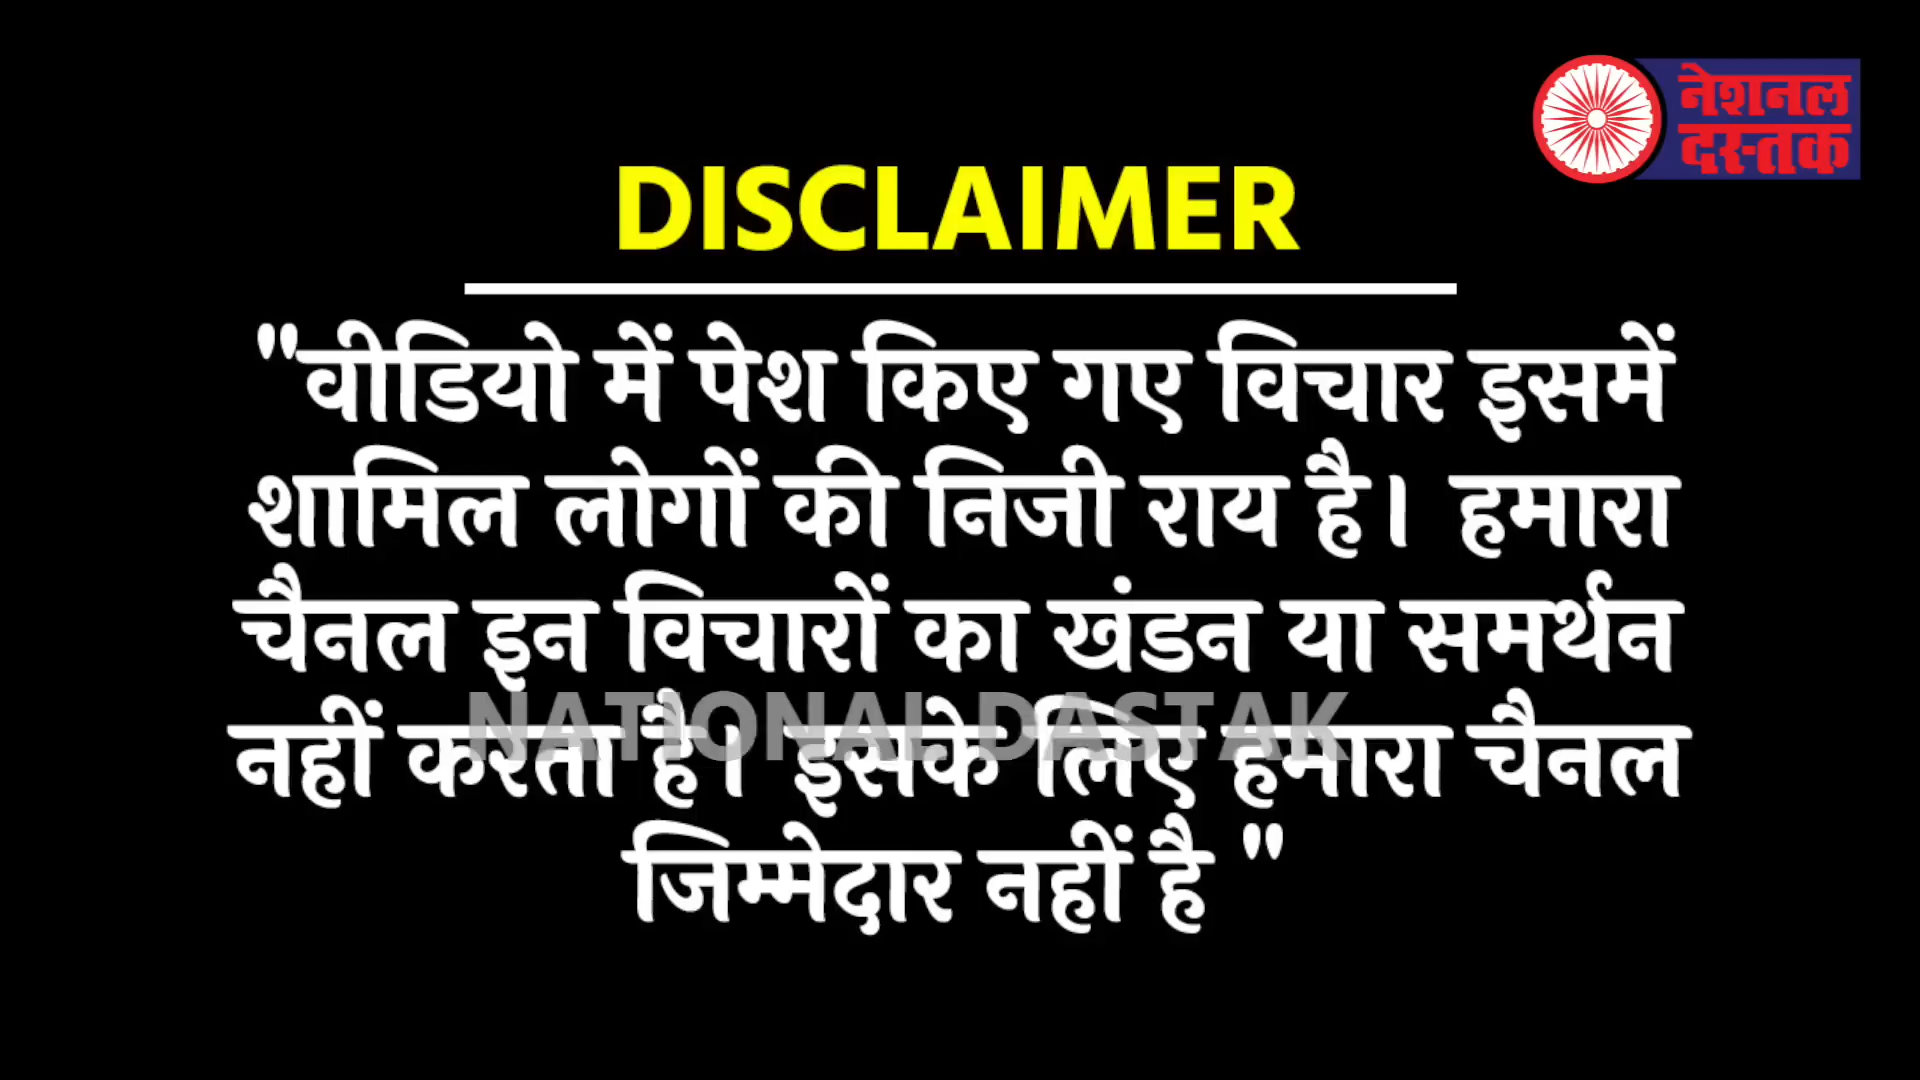 नेशनल
दस्तक
DISCLAIMER
"वीडियो में पेश किए गए विचार इसमें
शामिल लोगों की निजी राय है। हमारा
चैनल इन विचारों का खंडन या समर्थन
नहीं करता है। इसके लिए हमारा चैनल
NATIONAL DASTAK
जिम्मेदार नहीं है "